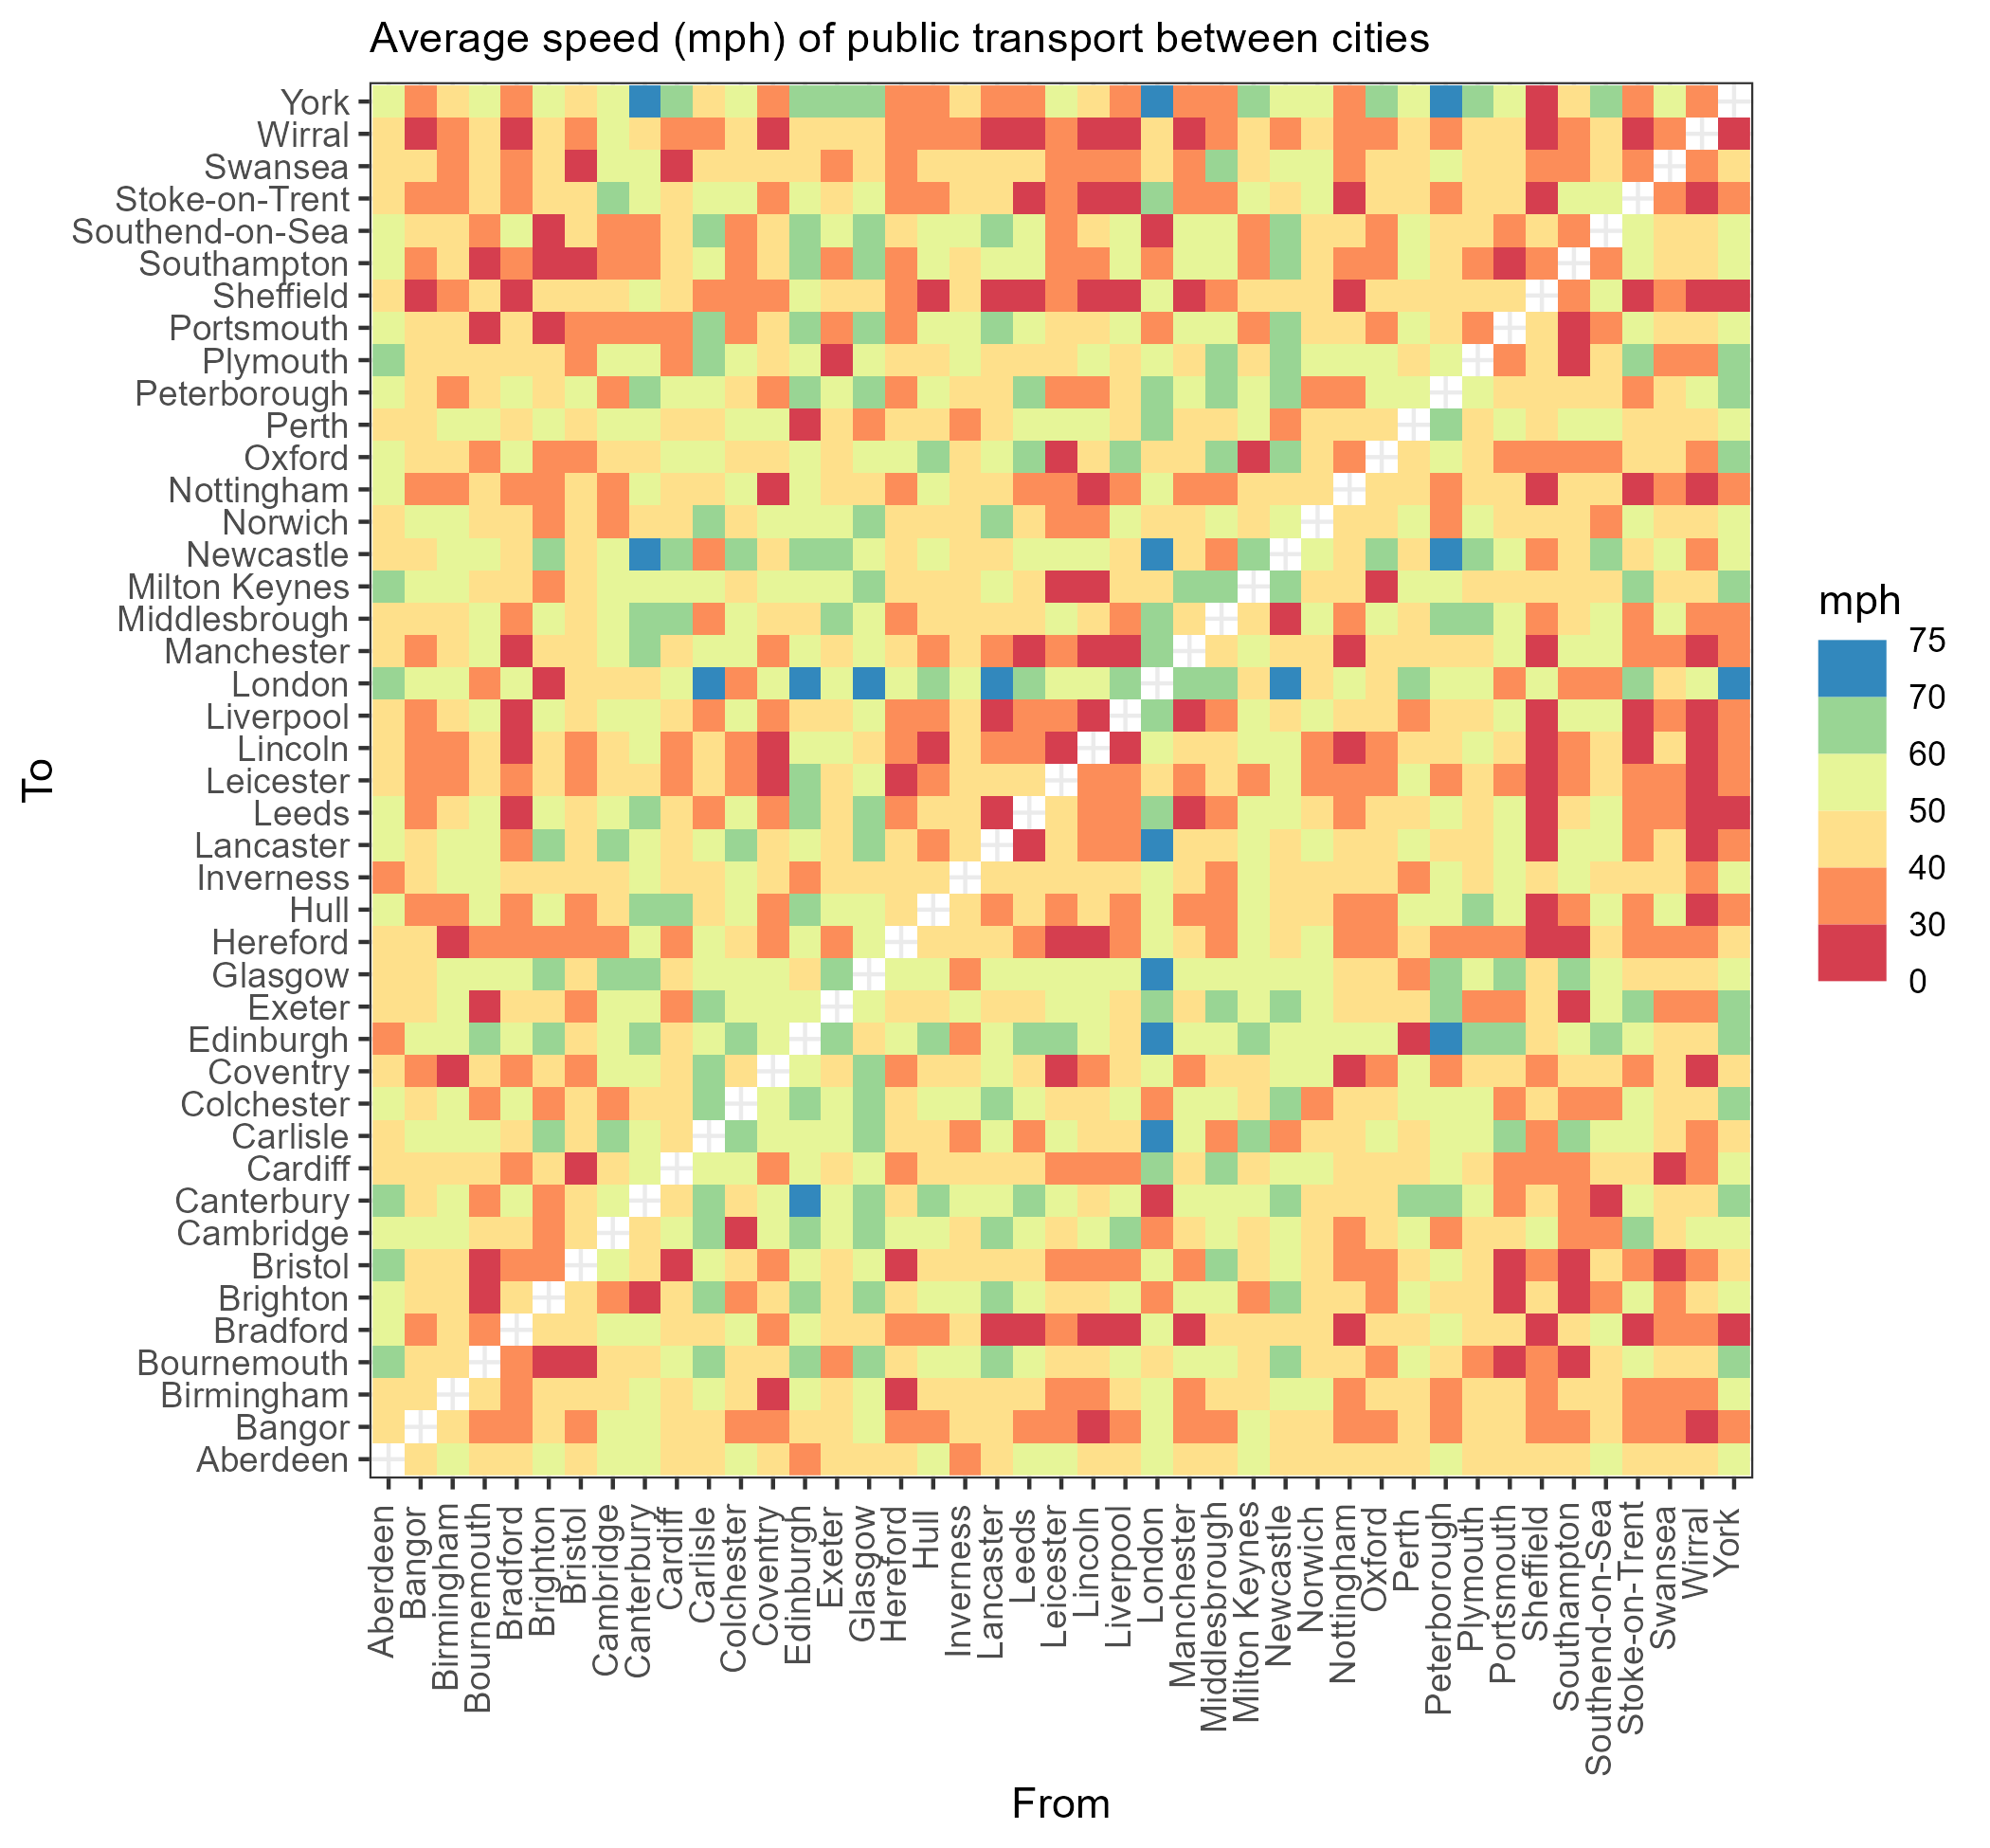 Average speed (mph) of public transport between cities
York
Wirral
Swansea
Stoke-on-Trent
Southend-on-Sea
Southampton
Sheffield
Portsmouth
Plymouth
Peterborough
Perth
Oxford
Nottingham
Norwich
Newcastle
Milton Keynes
Middlesbrough
Manchester
London
Liverpool
Lincoln
Leicester
Leeds
Lancaster
Inverness
Hull
Hereford
Glasgow
Exeter
Edinburgh
Coventry
Colchester
Carlisle
Cardiff
Canterbury
Cambridge
Bristol
Brighton
Bradford
Bournemouth
Birmingham
Bangor
Aberdeen
To
Aberdeen
Bangor
Birmingham
Bournemouth
Bradford
Brighton
Bristol
Cambridge
Canterbury
Cardiff
Carlisle
Colchester
Coventry
Edinburgh
Exeter
Glasgow
Hereford
Hull
Inverness
Lancaster
Leeds
Leicester
Lincoln
Liverpool
London
Manchester
Middlesbrough
Milton Keynes
Newcastle
Norwich
Nottingham
Oxford
Perth
Peterborough
Plymouth
Portsmouth
Sheffield
Southampton
Southend-on-Sea
Stoke-on-Trent
Swansea
Wirral
York
From
mph
75
70
60
50
40
30
0